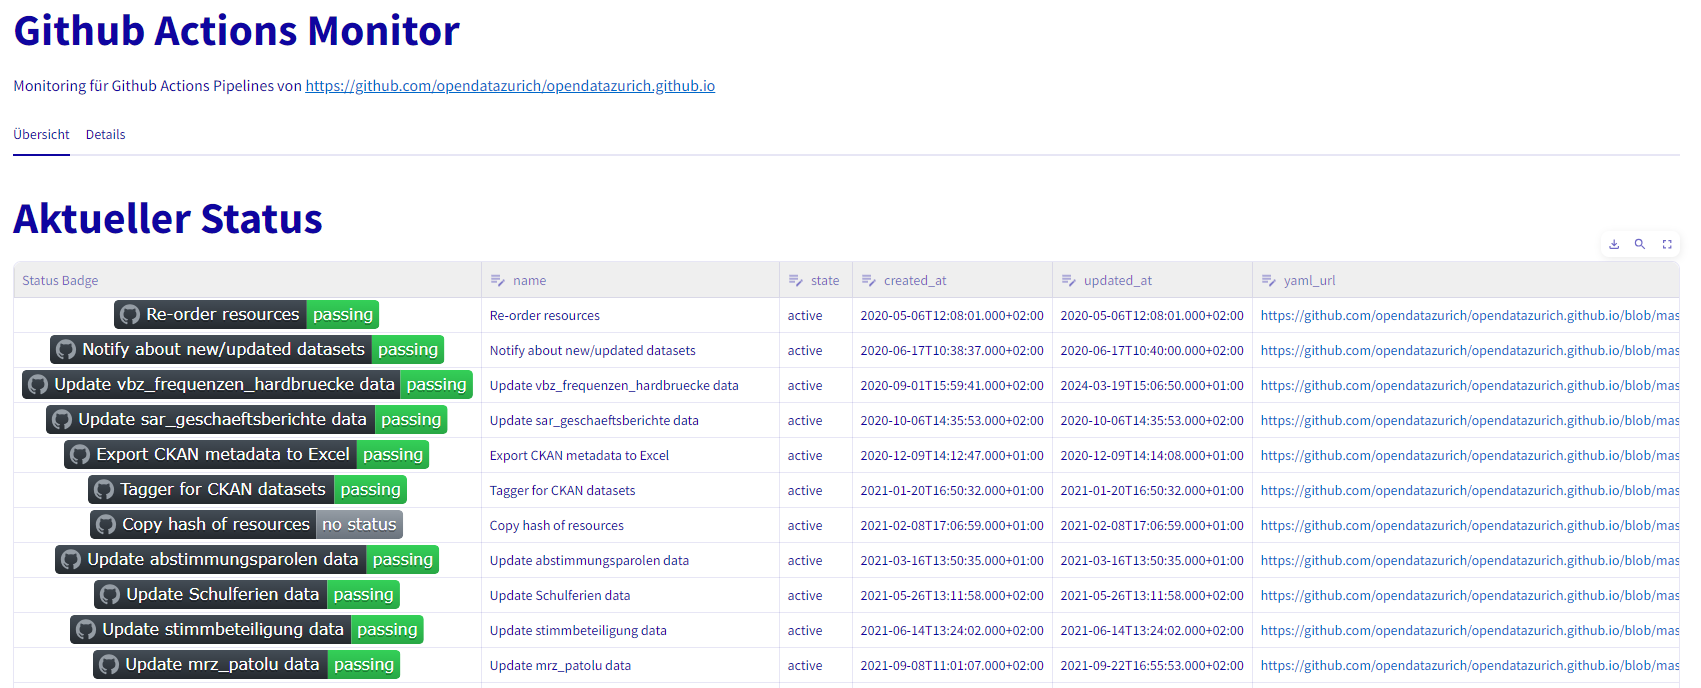 Github Actions Monitor
Monitoring für Github Actions Pipelines von https://github.com/opendatazurich/opendatazurich.github.io
Übersicht Details
Aktueller Status
Status Badge name state created_at updated_at yaml_url
Re-order resources passing Re-order resources active 2020-05-06T12:08:01.000+02:00 2020-05-06T12:08:01.000+02:00 https://github.com/opendatazurich/opendatazurich.github.io/blob/mas
Notify about new/updated datasets passing Notify about new/updated datasets active 2020-06-17T10:38:37.000+02:00 2020-06-17T10:40:00.000+02:00 https://github.com/opendatazurich/opendatazurich.github.io/blob/mas
Update vbz_frequenzen_hardbruecke data passing Update vbz_frequenzen_hardbruecke data active 2020-09-01T15:59:41.000+02:00 2024-03-19T15:06:50.000+01:00 https://github.com/opendatazurich/opendatazurich.github.io/blob/mas
Update sar_geschaeftsberichte data passing Update sar_geschaeftsberichte data active 2020-10-06T14:35:53.000+02:00 2020-10-06T14:35:53.000+02:00 https://github.com/opendatazurich/opendatazurich.github.io/blob/mas
Export CKAN metadata to Excel passing Export CKAN metadata to Excel active 2020-12-09T14:12:47.000+01:00 2020-12-09T14:14:08.000+01:00 https://github.com/opendatazurich/opendatazurich.github.io/blob/mas
Tagger for CKAN datasets passing Tagger for CKAN datasets active 2021-01-20T16:50:32.000+01:00 2021-01-20T16:50:32.000+01:00 https://github.com/opendatazurich/opendatazurich.github.io/blob/mas
Copy hash of resources no status Copy hash of resources active 2021-02-08T17:06:59.000+01:00 2021-02-08T17:06:59.000+01:00 https://github.com/opendatazurich/opendatazurich.github.io/blob/mas
Update abstimmungsparolen data passing Update abstimmungsparolen data active 2021-03-16T13:50:35.000+01:00 2021-03-16T13:50:35.000+01:00 https://github.com/opendatazurich/opendatazurich.github.io/blob/mas
Update Schulferien data passing Update Schulferien data active 2021-05-26T13:11:58.000+02:00 2021-05-26T13:11:58.000+02:00 https://github.com/opendatazurich/opendatazurich.github.io/blob/mas
Update stimmbeteiligung data passing Update stimmbeteiligung data active 2021-06-14T13:24:02.000+02:00 2021-06-14T13:24:02.000+02:00 https://github.com/opendatazurich/opendatazurich.github.io/blob/mas
Update mrz_patolu data passing Update mrz_patolu data active 2021-09-08T11:01:07.000+02:00 2021-09-22T16:55:53.000+02:00 https://github.com/opendatazurich/opendatazurich.github.io/blob/mas